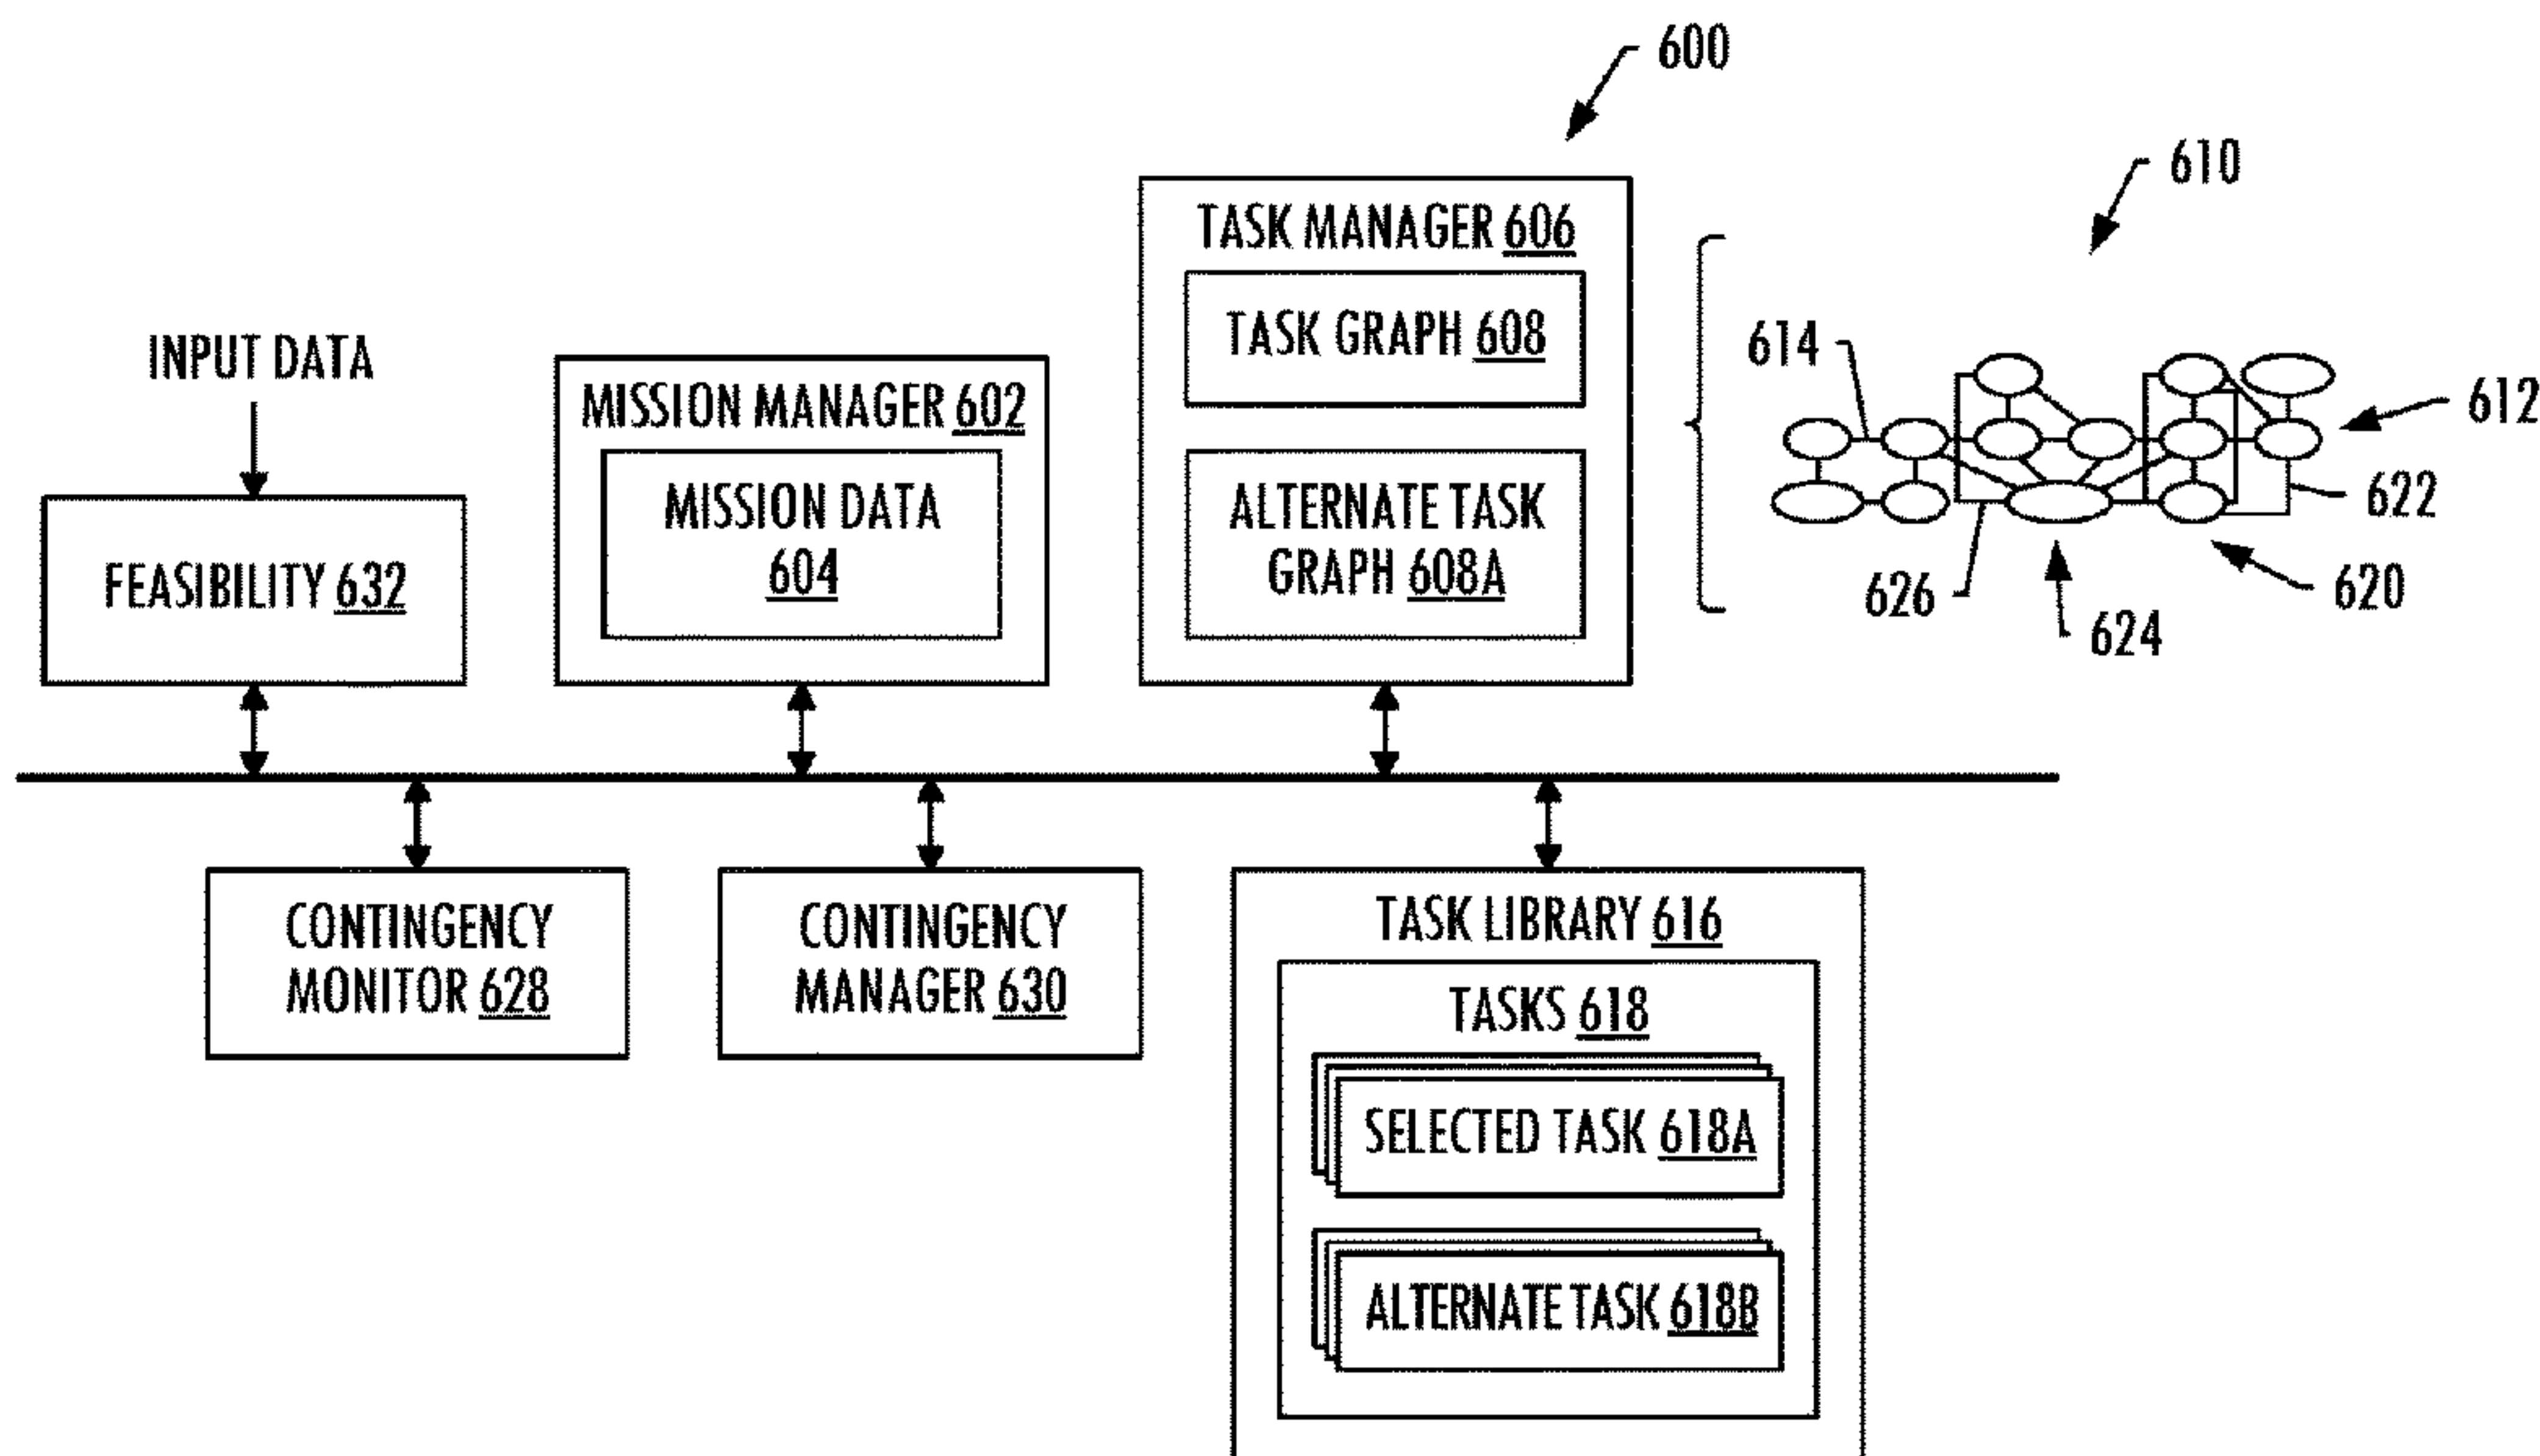 600
610
TASK MANAGER 606
TASK GRAPH 608
ALTERNATE TASK
GRAPH 608A
614
612
622
620
626
624
INPUT DATA
FEASIBILITY 632
MISSION MANAGER 602
MISSION DATA
604
CONTINGENCY
MONITOR 628
CONTINGENCY
MANAGER 630
TASK LIBRARY 616
TASKS 618
SELECTED TASK 618A
ALTERNATE TASK 618B